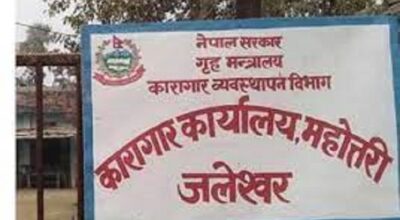 नेपाल सरकार
गृह मन्त्रालय
कारागार व्यवस्थापन विभाग
कारागार कार्यालय, महोत्तरी
जलेश्वर